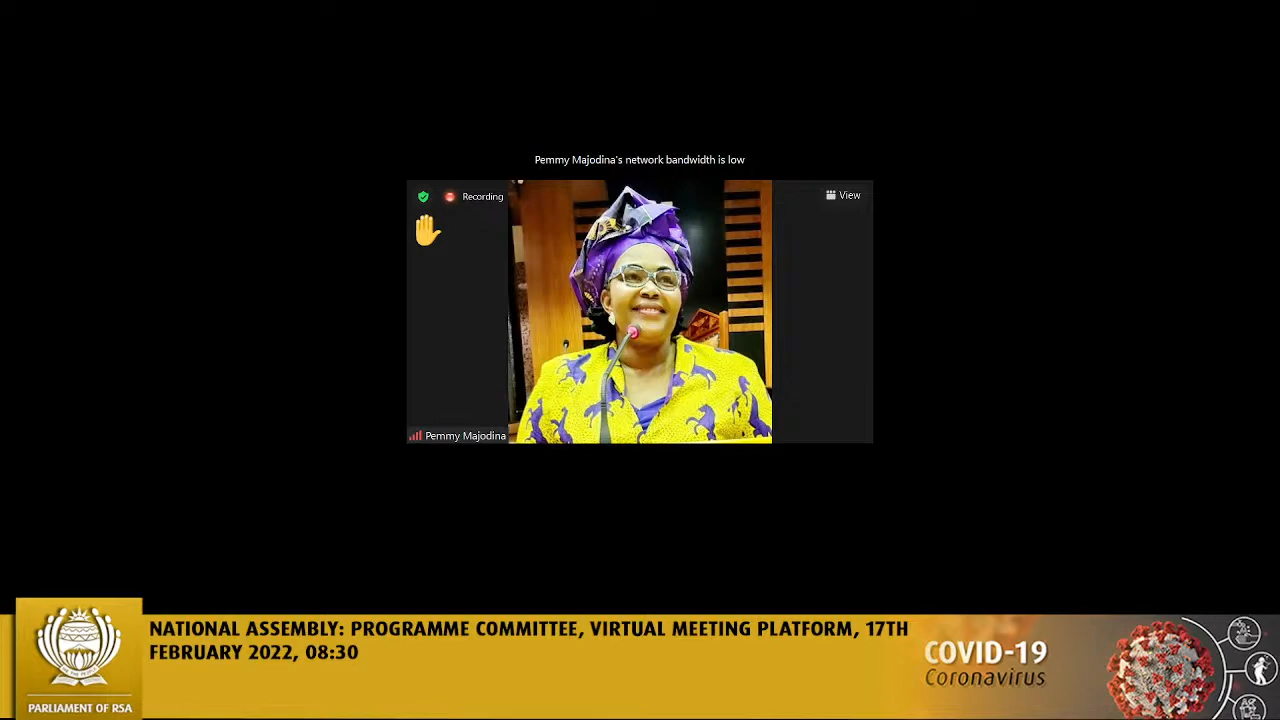 Pemmy Majodina's network bandwidth is low
Recording
View
Pemmy Majodina
NATIONAL ASSEMBLY: PROGRAMME COMMITTEE, VIRTUAL MEETING PLATFORM, 17TH
FEBRUARY 2022, 08:30
COVID-19
Coronavirus
PARLIAMENT OF RSA